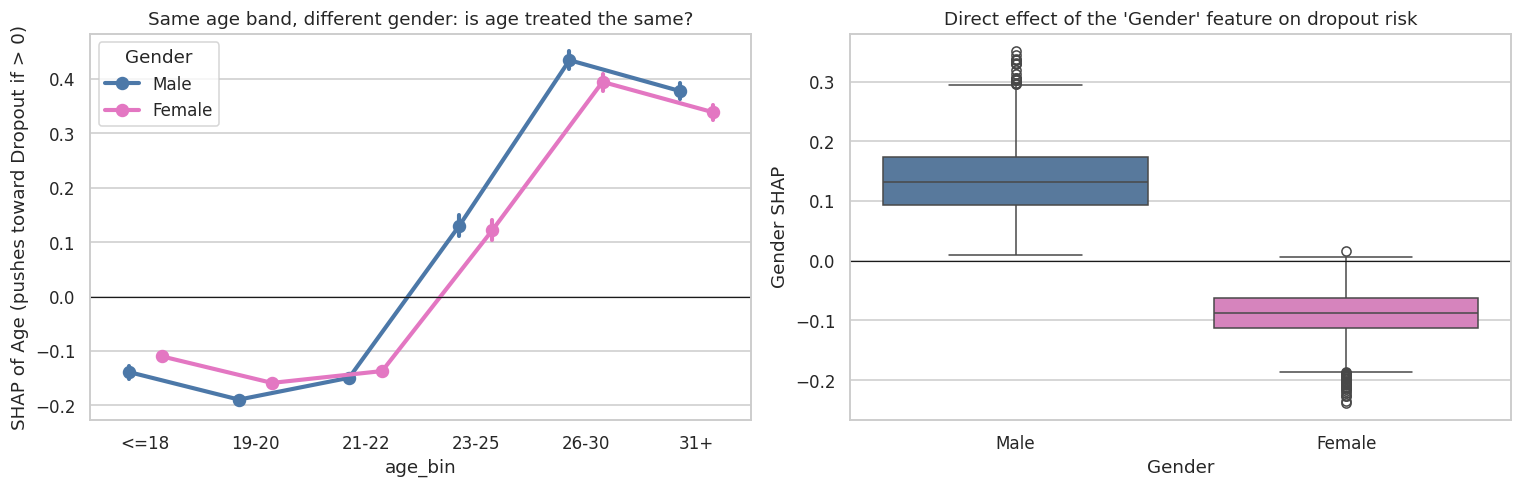 Same age band, different gender: is age treated the same?
SHAP of Age (pushes toward Dropout if > 0)
Gender
Male
Female
0.4
0.3
0.2
0.1
0.0
−0.1
−0.2
<=18 19-20 21-22 23-25 26-30 31+
age_bin
Direct effect of the 'Gender' feature on dropout risk
Gender SHAP
0.3
0.2
0.1
0.0
−0.1
−0.2
Male Female
Gender